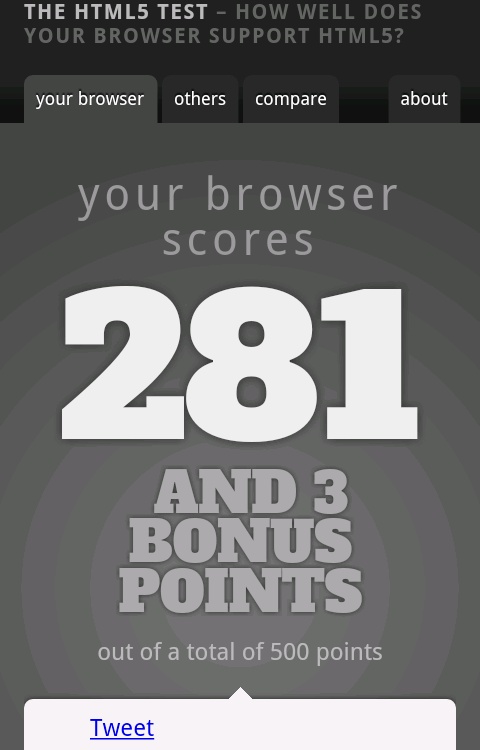 THE HTML5 TEST – HOW WELL DOES
YOUR BROWSER SUPPORT HTML5?
your browser others compare about
your browser
scores
281
AND 3
BONUS
POINTS
out of a total of 500 points
Tweet